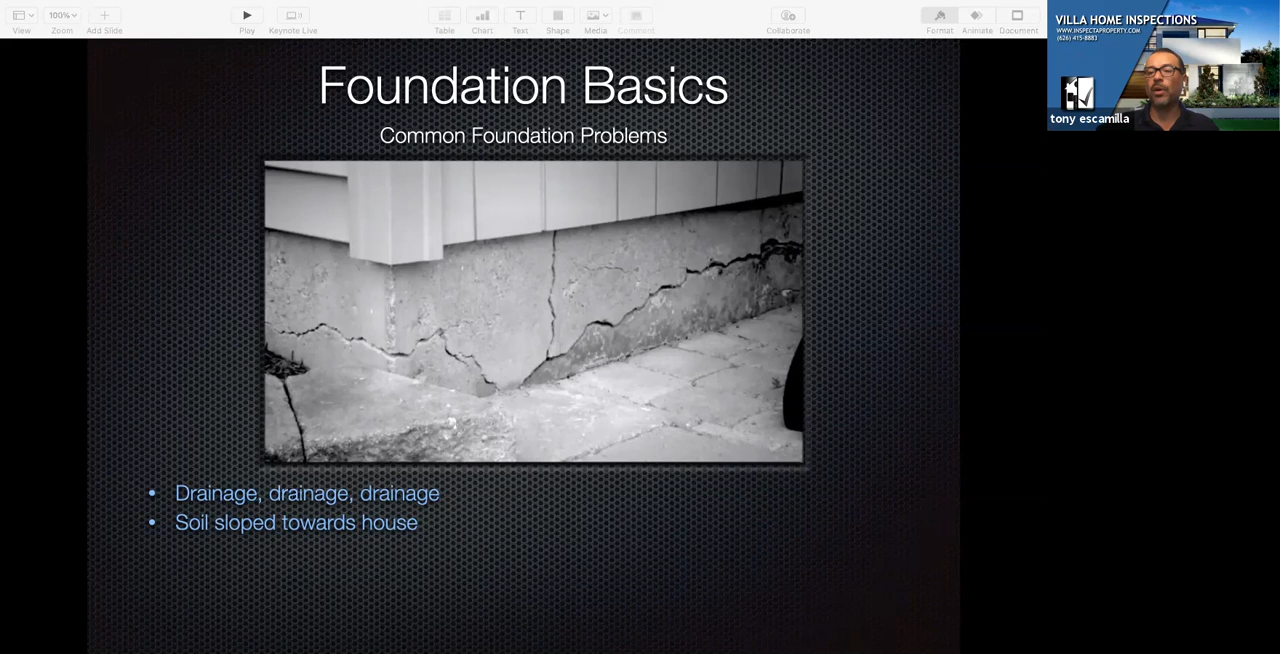 100%
View
Zoom
Add Slide
Play
Keynote Live
Table
Chart
Text
Shape
Media
Comment
Collaborate
Format
Animate
Document
VILLA HOME INSPECTIONS
WWW.INSPECTAPROPERTY.COM
(626) 415-8883
tony escamilla
Foundation Basics
Common Foundation Problems
• Drainage, drainage, drainage
• Soil sloped towards house